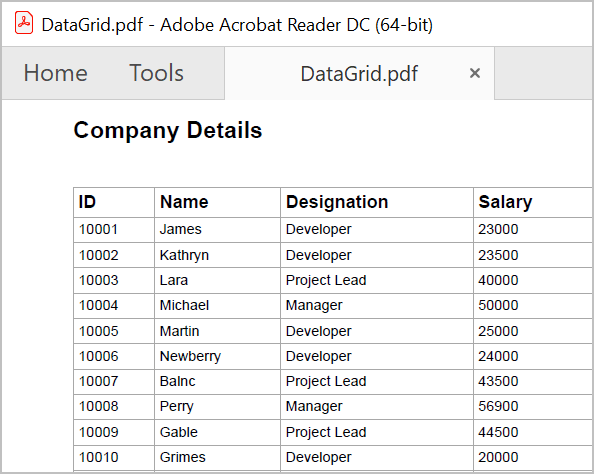 DataGrid.pdf - Adobe Acrobat Reader DC (64-bit)
Home Tools DataGrid.pdf ×
Company Details
ID Name Designation Salary
10001 James Developer 23000
10002 Kathryn Developer 23500
10003 Lara Project Lead 40000
10004 Michael Manager 50000
10005 Martin Developer 25000
10006 Newberry Developer 24000
10007 Balnc Project Lead 43500
10008 Perry Manager 56900
10009 Gable Project Lead 44500
10010 Grimes Developer 20000